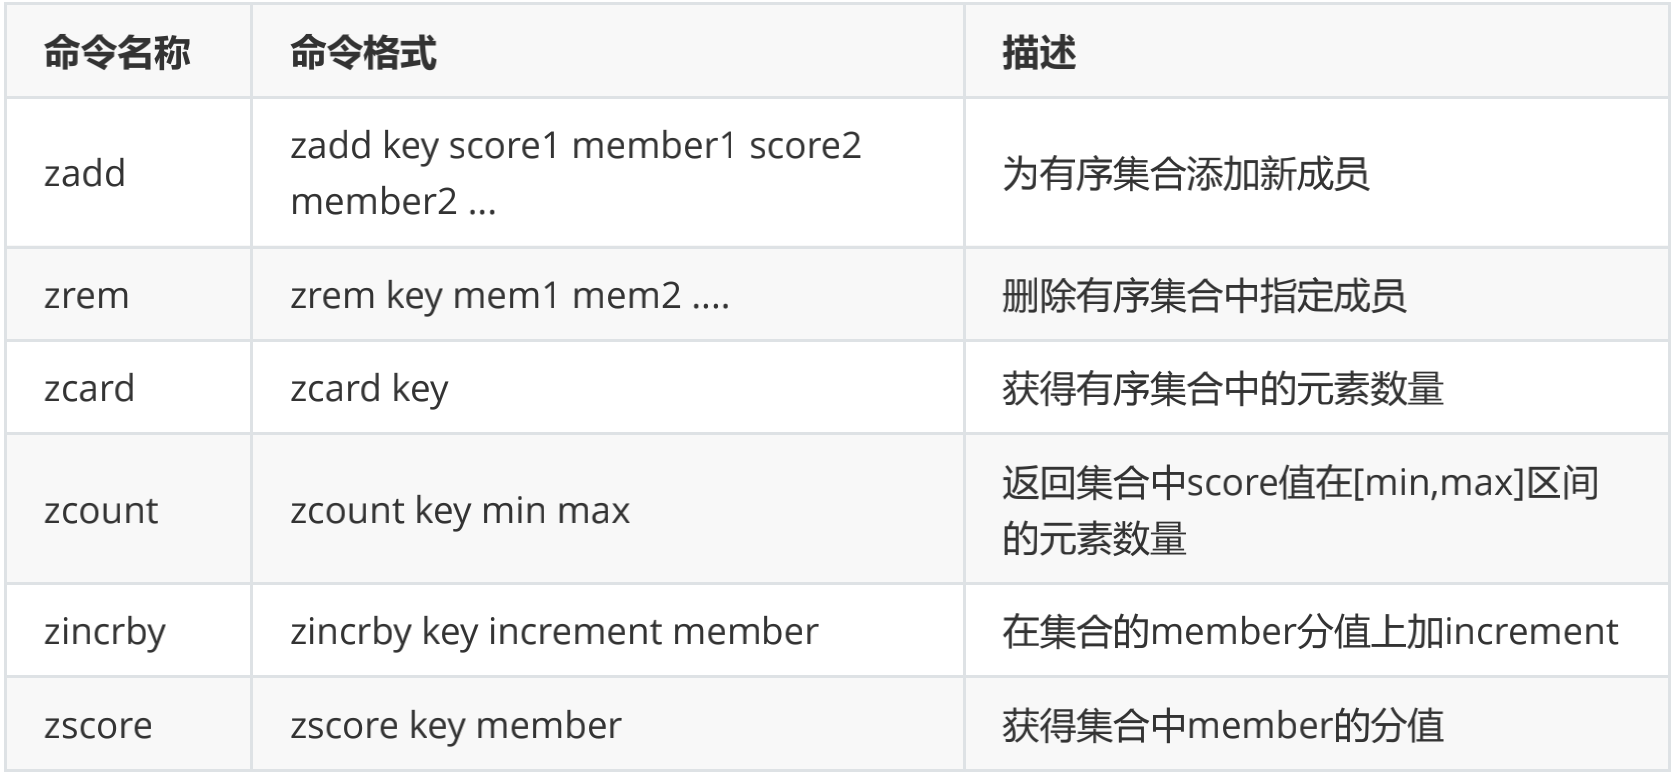 命令名称 命令格式 描述
zadd
zadd key score1 member1 score2
member2 ...
为有序集合添加新成员
zrem zrem key mem1 mem2 .... 删除有序集合中指定成员
zcard zcard key 获得有序集合中的元素数量
zcount zcount key min max
返回集合中score值在[min,max]区间
的元素数量
zincrby zincrby key increment member 在集合的member分值上加increment
zscore zscore key member 获得集合中member的分值